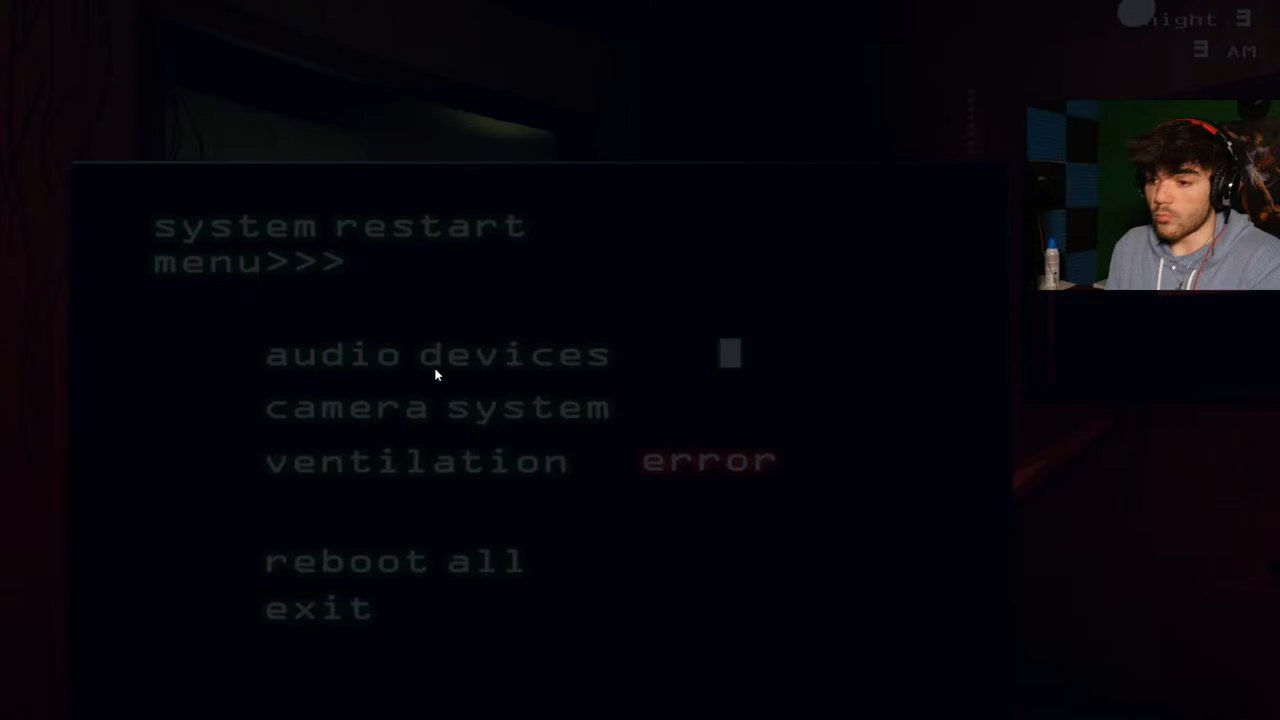 night 3
3 AM
system restart
menu>>>
audio devices
camera system
ventilation error
reboot all
exit